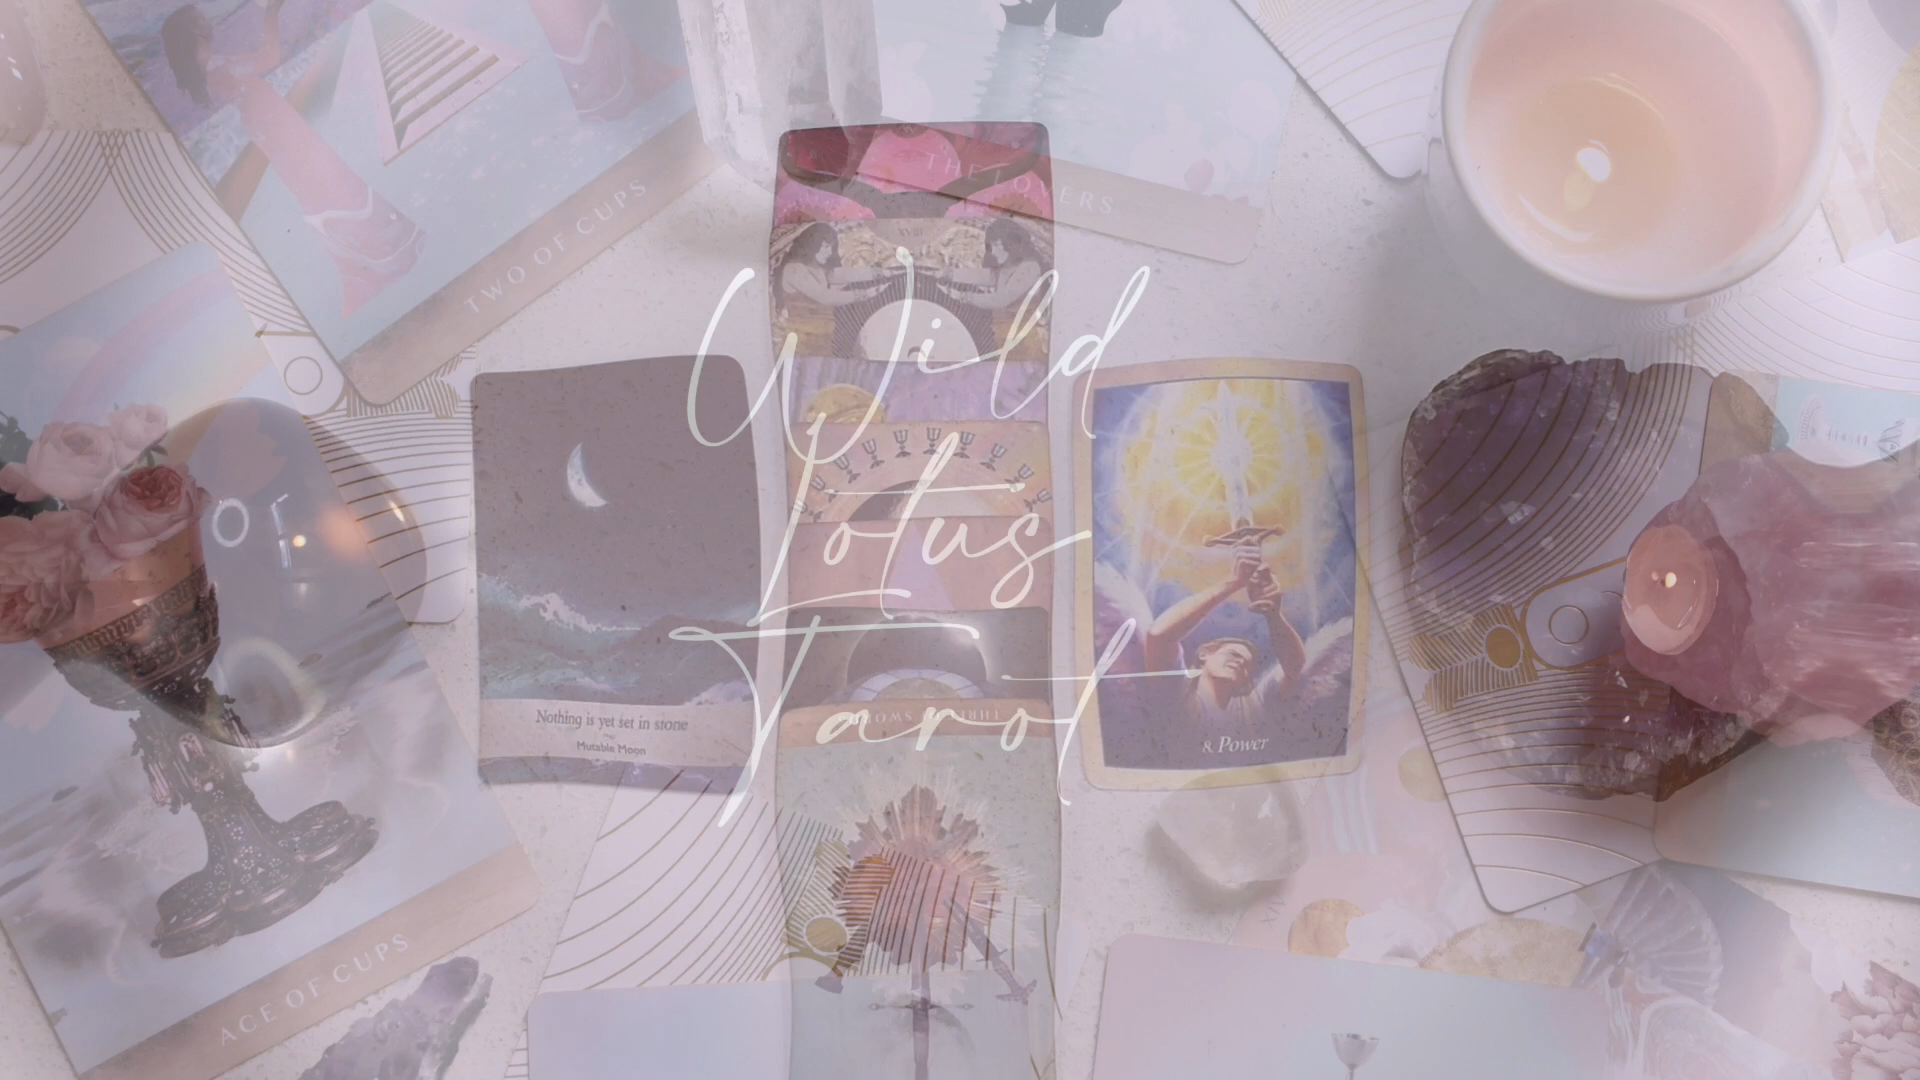 TWO OF CUPS
THE LOVERS
XVIII
Wild
Lotus
Tarot
Nothing is yet set in stone
Mutable Moon
8. Power
THREE OF SWORDS
ACE OF CUPS